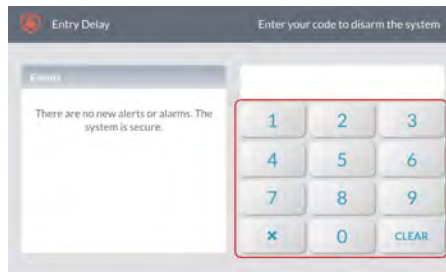 Entry Delay
Enter your code to disarm the system
Events
There are no new alerts or alarms. The
system is secure.
1 2 3
4 5 6
7 8 9
× 0 CLEAR